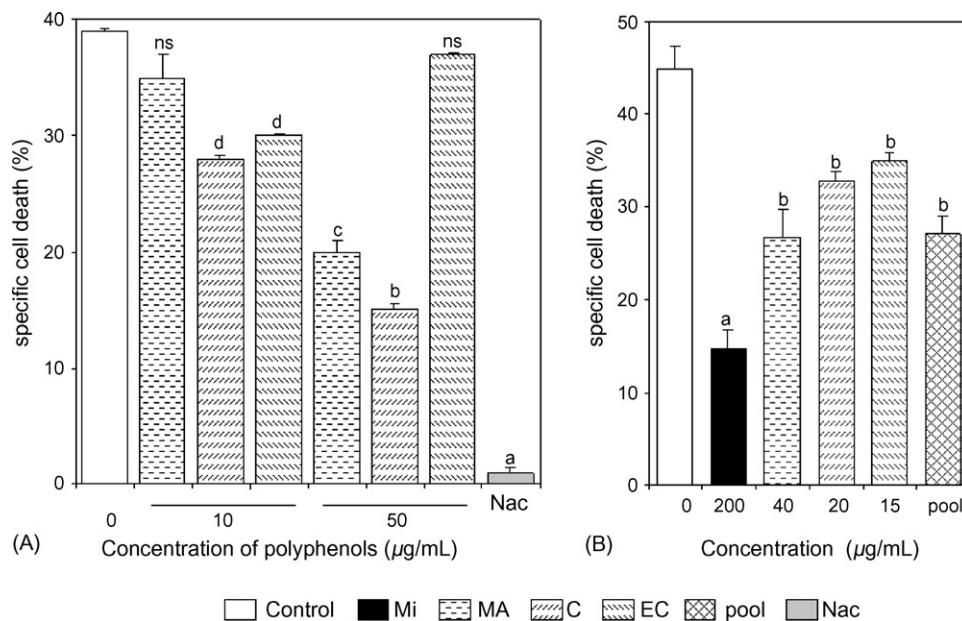 40
30
20
10
0
specific cell death (%)
ns
d
d
c
b
ns
a
Nac
0 10 50
(A) Concentration of polyphenols (µg/mL)
50
40
30
20
10
0
specific cell death (%)
a
b
b
b
b
0 200 40 20 15 pool
(B) Concentration (µg/mL)
Control Mi MA C EC pool Nac